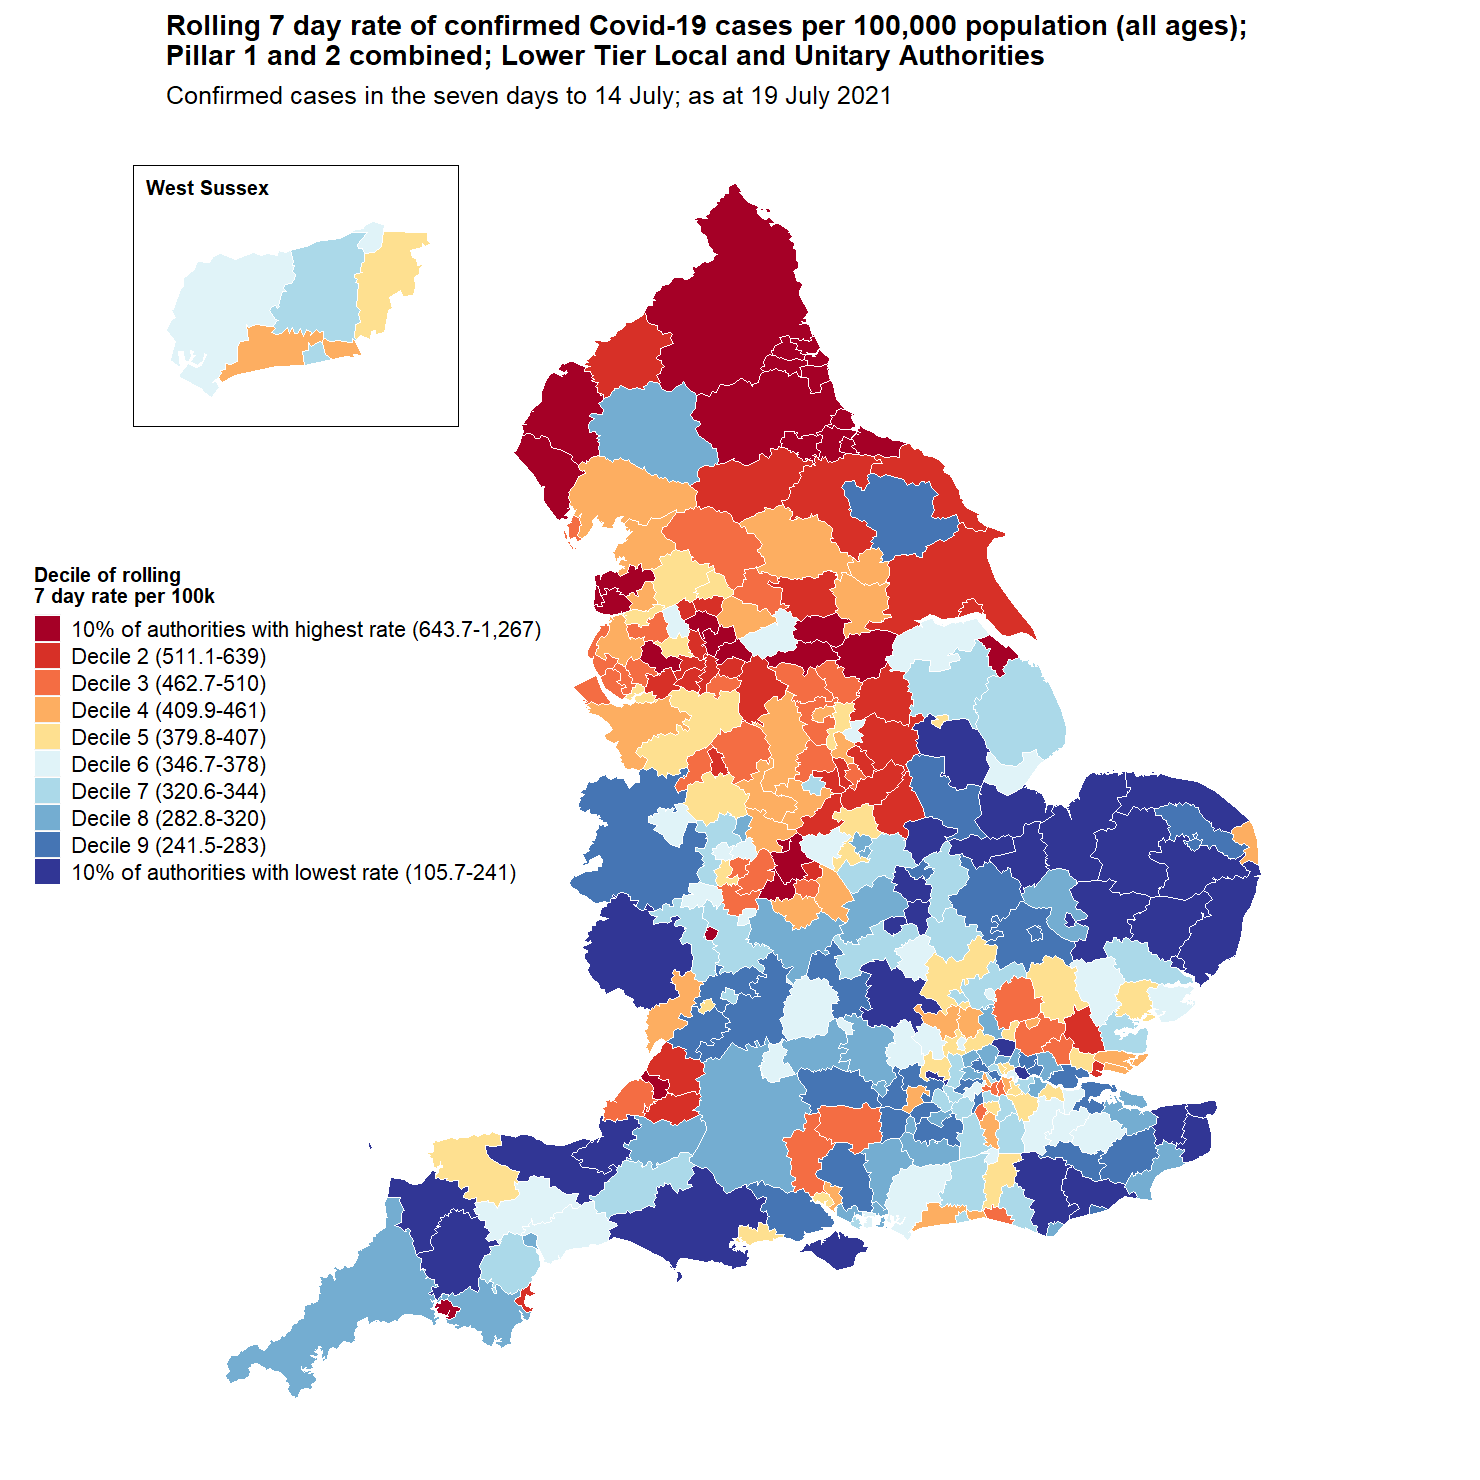 Rolling 7 day rate of confirmed Covid-19 cases per 100,000 population (all ages);
Pillar 1 and 2 combined; Lower Tier Local and Unitary Authorities
Confirmed cases in the seven days to 14 July; as at 19 July 2021
West Sussex
Decile of rolling
7 day rate per 100k
10% of authorities with highest rate (643.7-1,267)
Decile 2 (511.1-639)
Decile 3 (462.7-510)
Decile 4 (409.9-461)
Decile 5 (379.8-407)
Decile 6 (346.7-378)
Decile 7 (320.6-344)
Decile 8 (282.8-320)
Decile 9 (241.5-283)
10% of authorities with lowest rate (105.7-241)